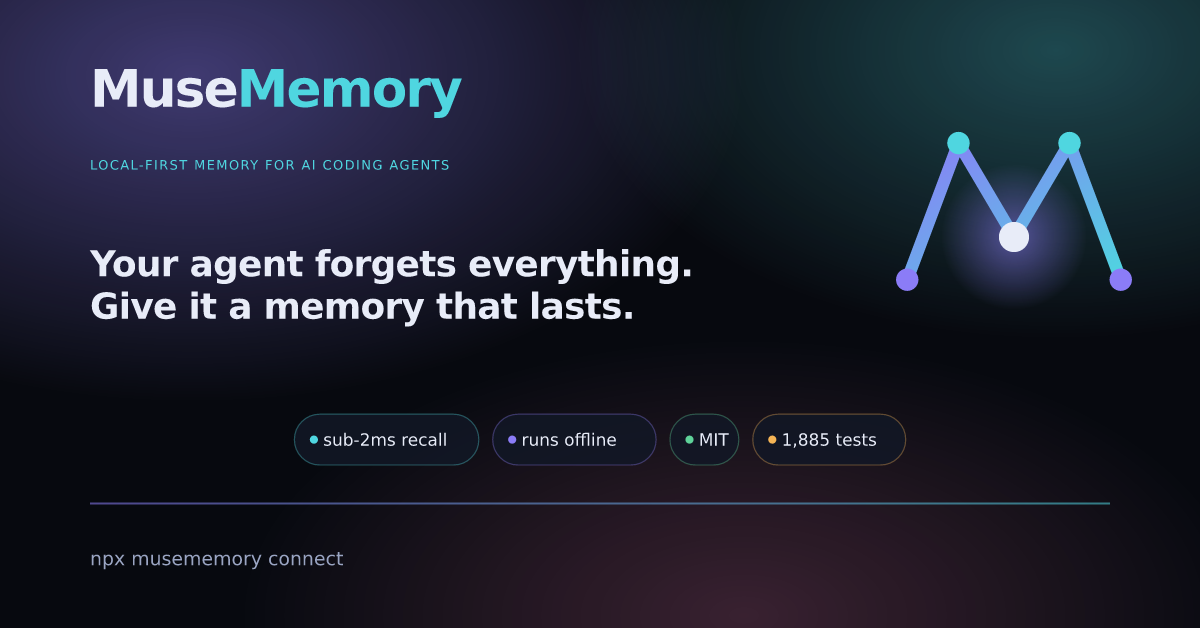 MuseMemory
LOCAL-FIRST MEMORY FOR AI CODING AGENTS
Your agent forgets everything.
Give it a memory that lasts.
sub-2ms recall
runs offline
MIT
1,885 tests
npx musememory connect